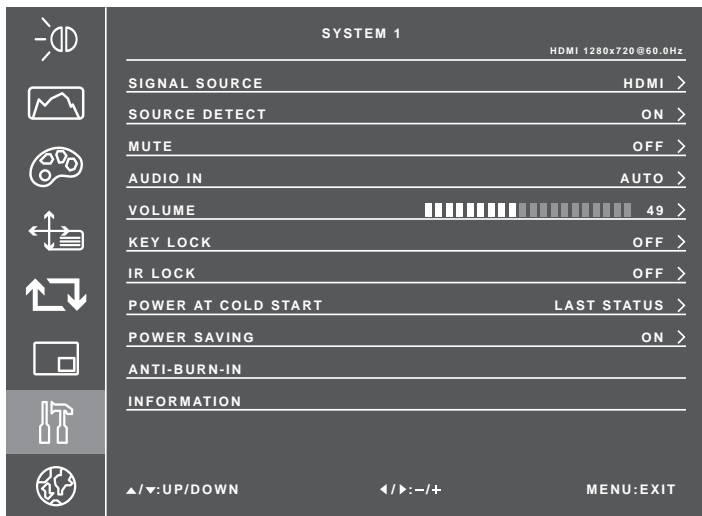 SYSTEM 1
HDMI 1280x720@60.0Hz
SIGNAL SOURCE HDMI >
SOURCE DETECT ON >
MUTE OFF >
AUDIO IN AUTO >
VOLUME 49 >
KEY LOCK OFF >
IR LOCK OFF >
POWER AT COLD START LAST STATUS >
POWER SAVING ON >
ANTI-BURN-IN
INFORMATION
▲/▼:UP/DOWN ◀/▶:−/+ MENU:EXIT